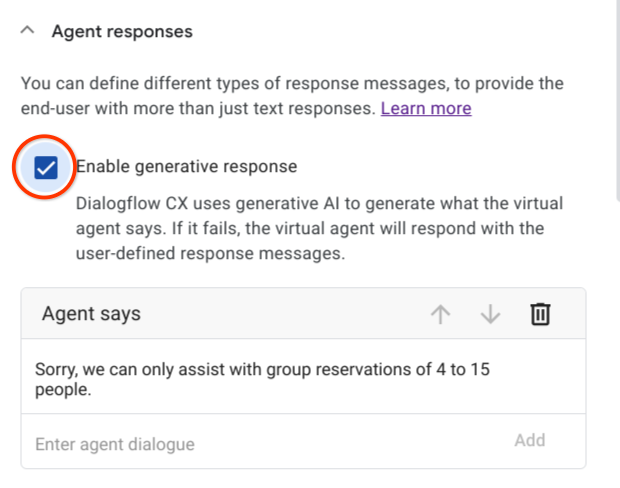 Agent responses
You can define different types of response messages, to provide the
end-user with more than just text responses. Learn more
Enable generative response
Dialogflow CX uses generative AI to generate what the virtual
agent says. If it fails, the virtual agent will respond with the
user-defined response messages.
Agent says
Sorry, we can only assist with group reservations of 4 to 15
people.
Enter agent dialogue
Add